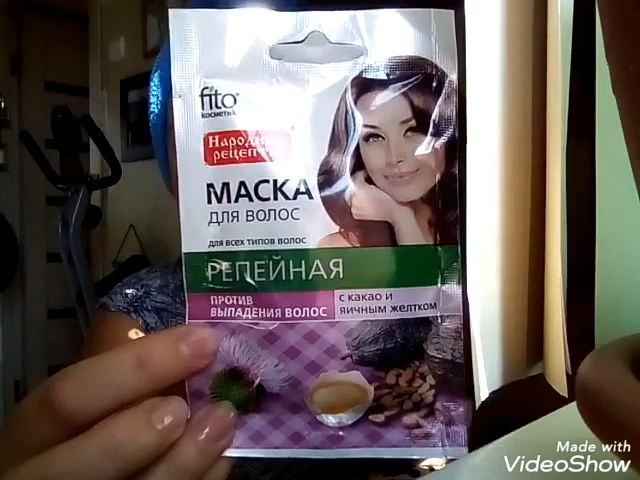 fito
косметик
Народные
рецепты
МАСКА
ДЛЯ ВОЛОС
ДЛЯ ВСЕХ ТИПОВ ВОЛОС
РЕПЕЙНАЯ
ПРОТИВ
ВЫПАДЕНИЯ ВОЛОС
С КАКАО И
ЯИЧНЫМ ЖЕЛТКОМ
Made with
VideoShow